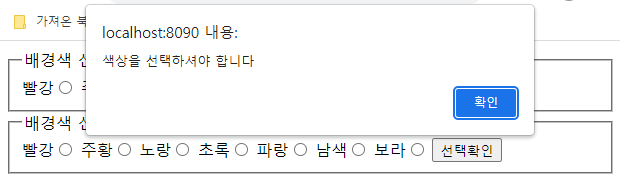 가져온 북
localhost:8090 내용:
색상을 선택하셔야 합니다
확인
배경색 선
빨강
배경색 선
빨강 주황 노랑 초록 파랑 남색 보라 선택확인